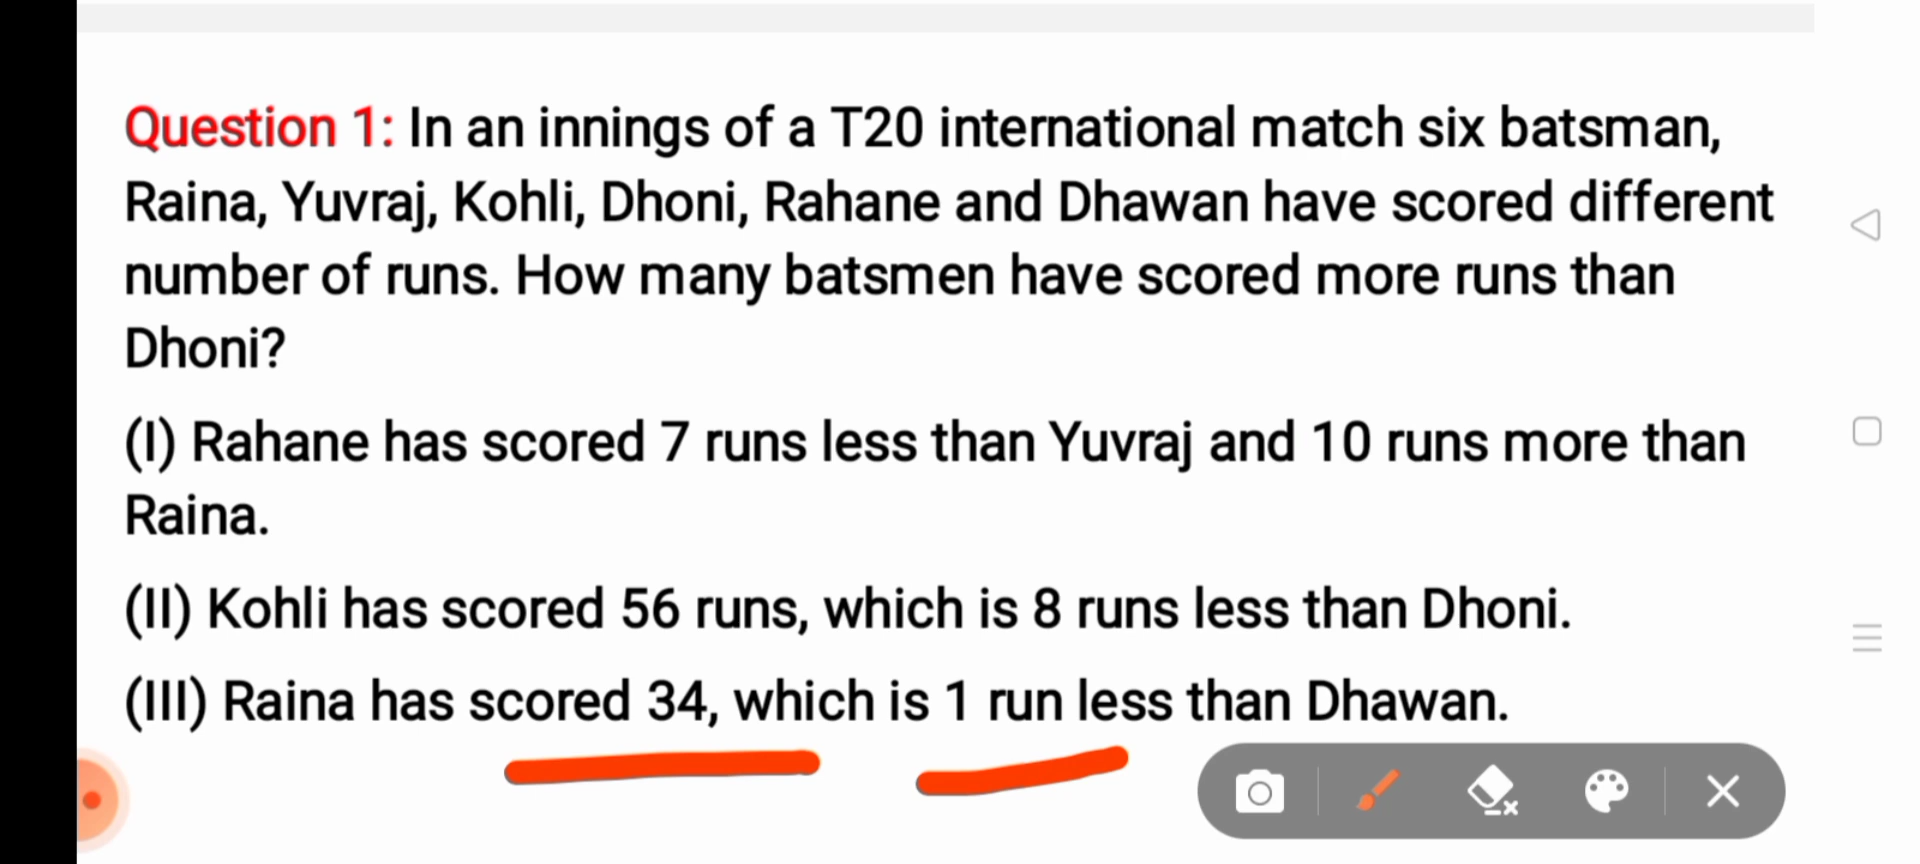 Question 1: In an innings of a T20 international match six batsman,
Raina, Yuvraj, Kohli, Dhoni, Rahane and Dhawan have scored different
number of runs. How many batsmen have scored more runs than
Dhoni?
(I) Rahane has scored 7 runs less than Yuvraj and 10 runs more than
Raina.
(II) Kohli has scored 56 runs, which is 8 runs less than Dhoni.
(III) Raina has scored 34, which is 1 run less than Dhawan.